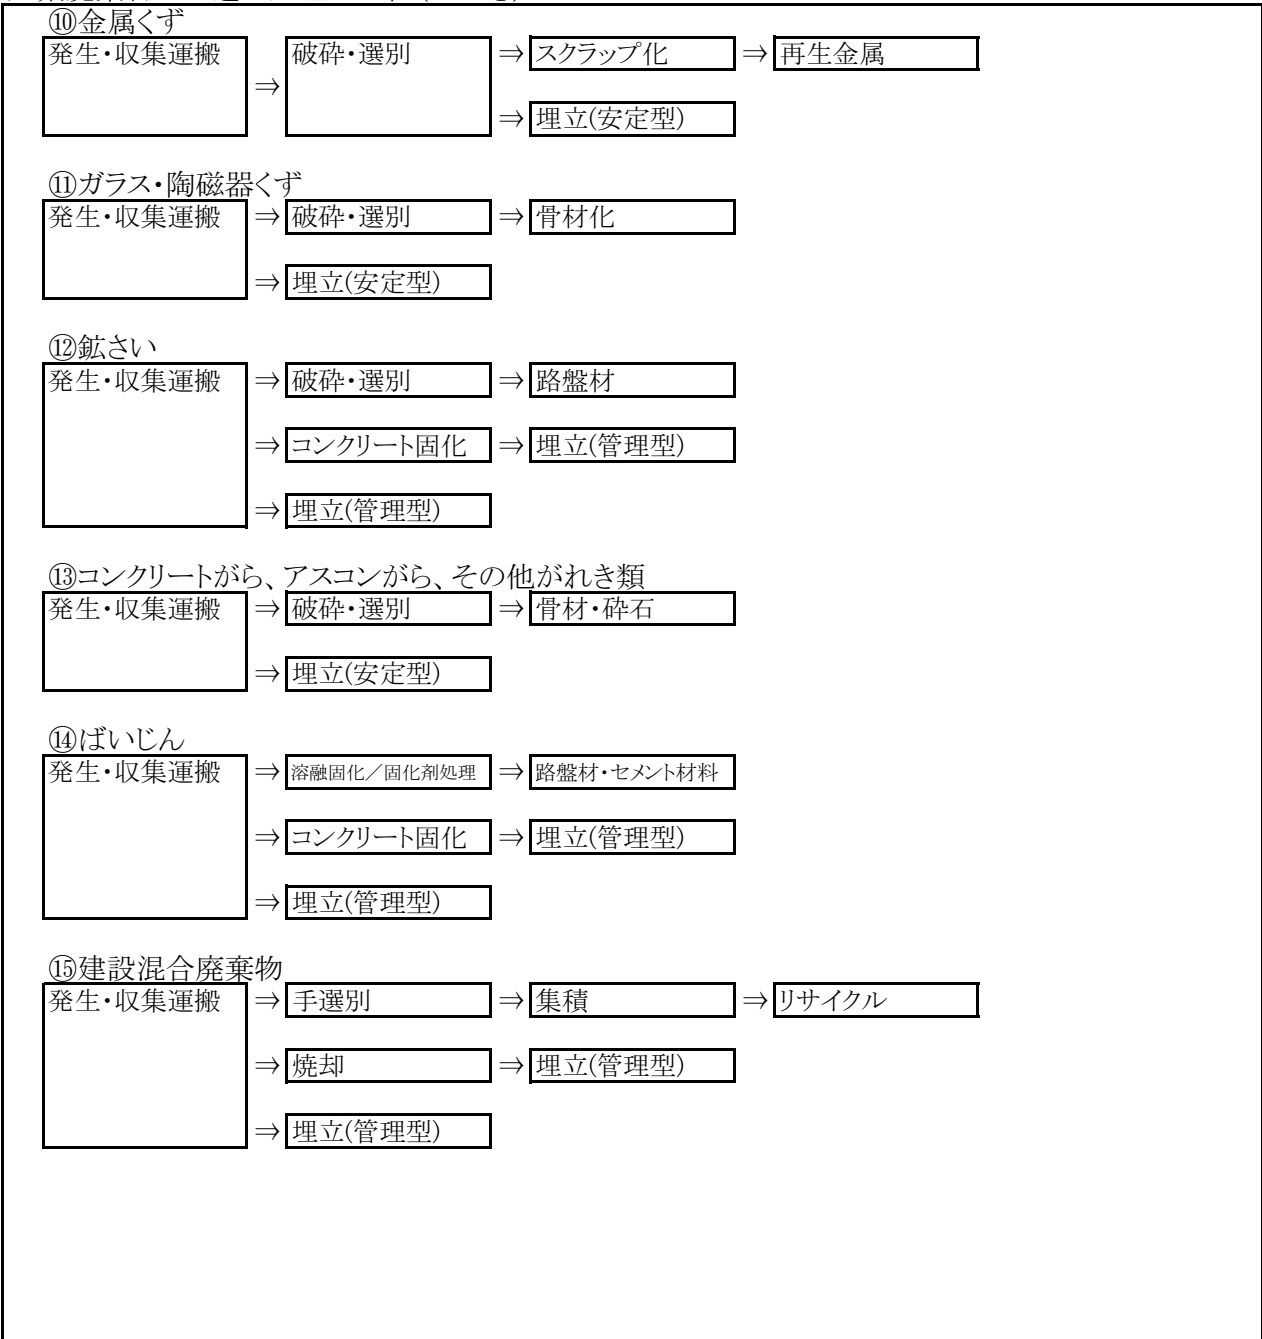 ⑩金属くず
発生・収集運搬 ⇒ 破砕・選別 ⇒ スクラップ化 ⇒ 再生金属
⇒ 埋立(安定型)
⑪ガラス・陶磁器くず
発生・収集運搬 ⇒ 破砕・選別 ⇒ 骨材化
⇒ 埋立(安定型)
⑫鉱さい
発生・収集運搬 ⇒ 破砕・選別 ⇒ 路盤材
⇒ コンクリート固化 ⇒ 埋立(管理型)
⇒ 埋立(管理型)
⑬コンクリートがら、アスコンがら、その他がれき類
発生・収集運搬 ⇒ 破砕・選別 ⇒ 骨材・砕石
⇒ 埋立(安定型)
⑭ばいじん
発生・収集運搬 ⇒ 溶融固化／固化剤処理 ⇒ 路盤材・セメント材料
⇒ コンクリート固化 ⇒ 埋立(管理型)
⇒ 埋立(管理型)
⑮建設混合廃棄物
発生・収集運搬 ⇒ 手選別 ⇒ 集積 ⇒ リサイクル
⇒ 焼却 ⇒ 埋立(管理型)
⇒ 埋立(管理型)